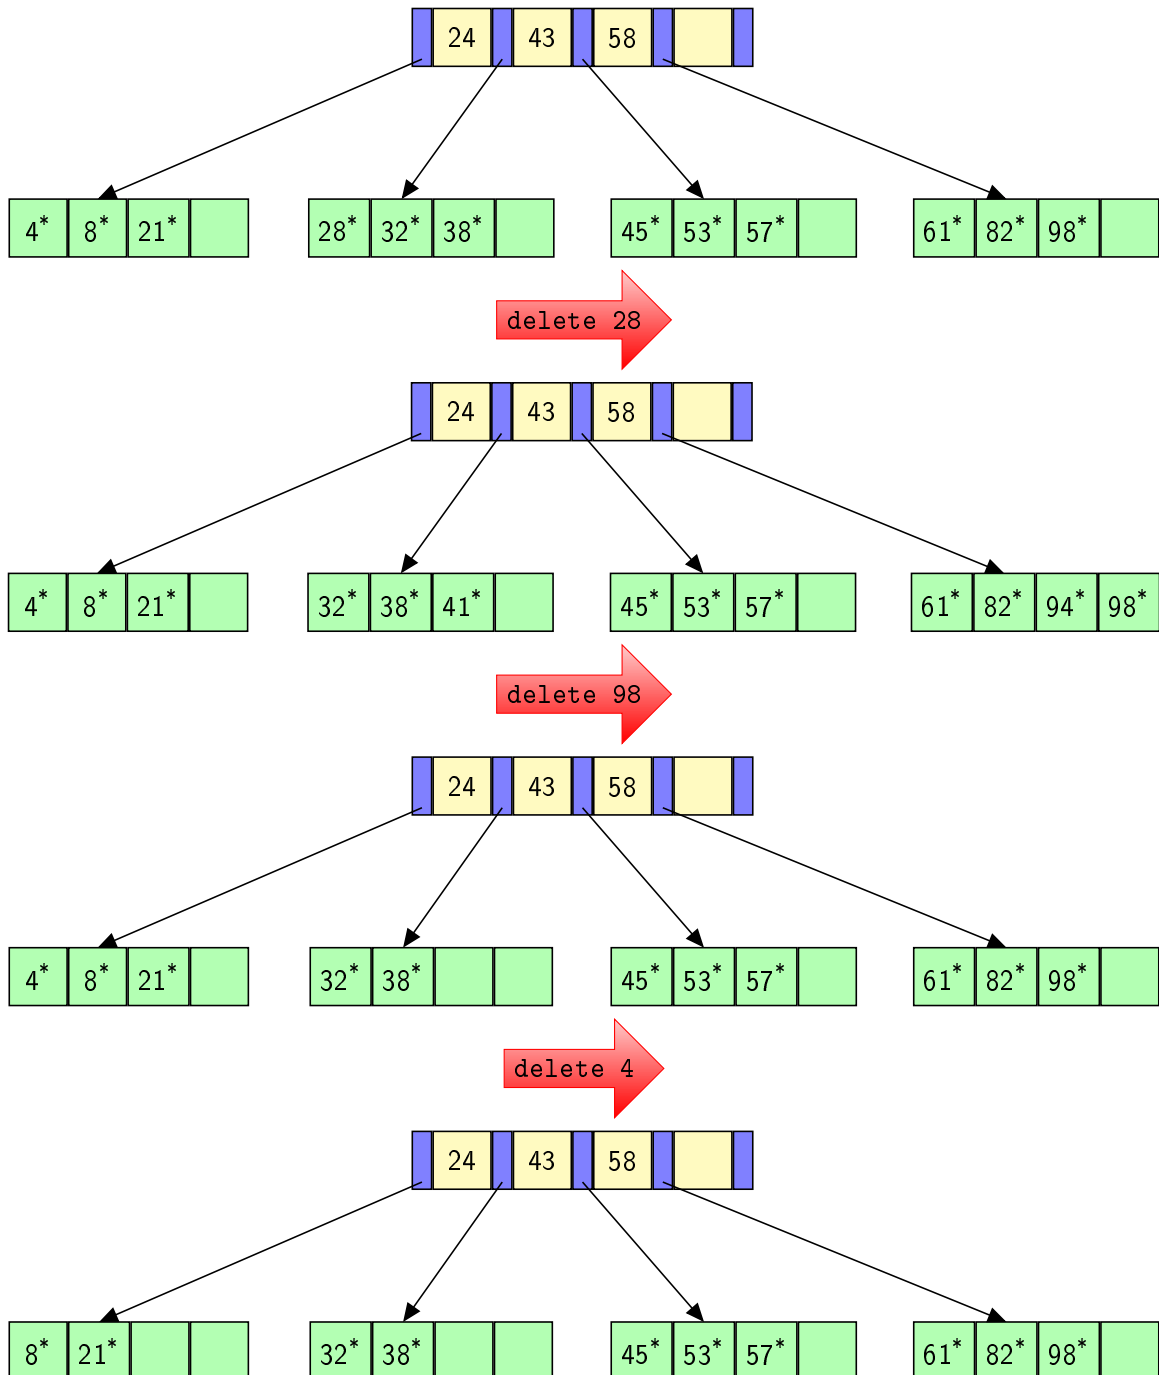 24 43 58
4* 8* 21* 28* 32* 38* 45* 53* 57* 61* 82* 98*
delete 28
24 43 58
4* 8* 21* 32* 38* 41* 45* 53* 57* 61* 82* 94* 98*
delete 98
24 43 58
4* 8* 21* 32* 38* 45* 53* 57* 61* 82* 98*
delete 4
24 43 58
8* 21* 32* 38* 45* 53* 57* 61* 82* 98*